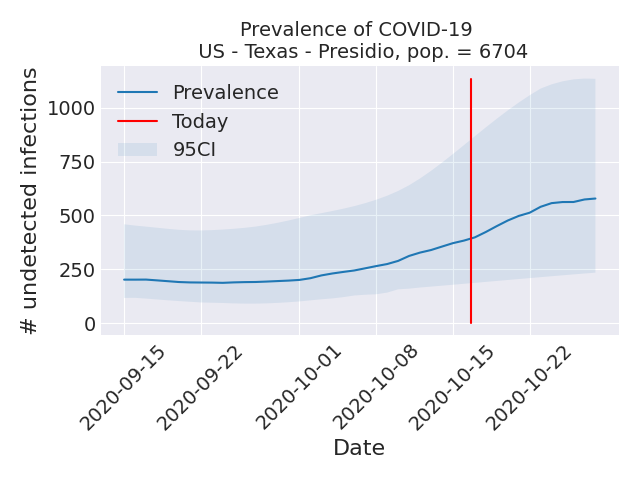 Prevalence of COVID-19
US - Texas - Presidio, pop. = 6704
# undetected infections
1000
750
500
250
0
Prevalence
Today
95CI
2020-09-15
2020-09-22
2020-10-01
2020-10-08
2020-10-15
2020-10-22
Date